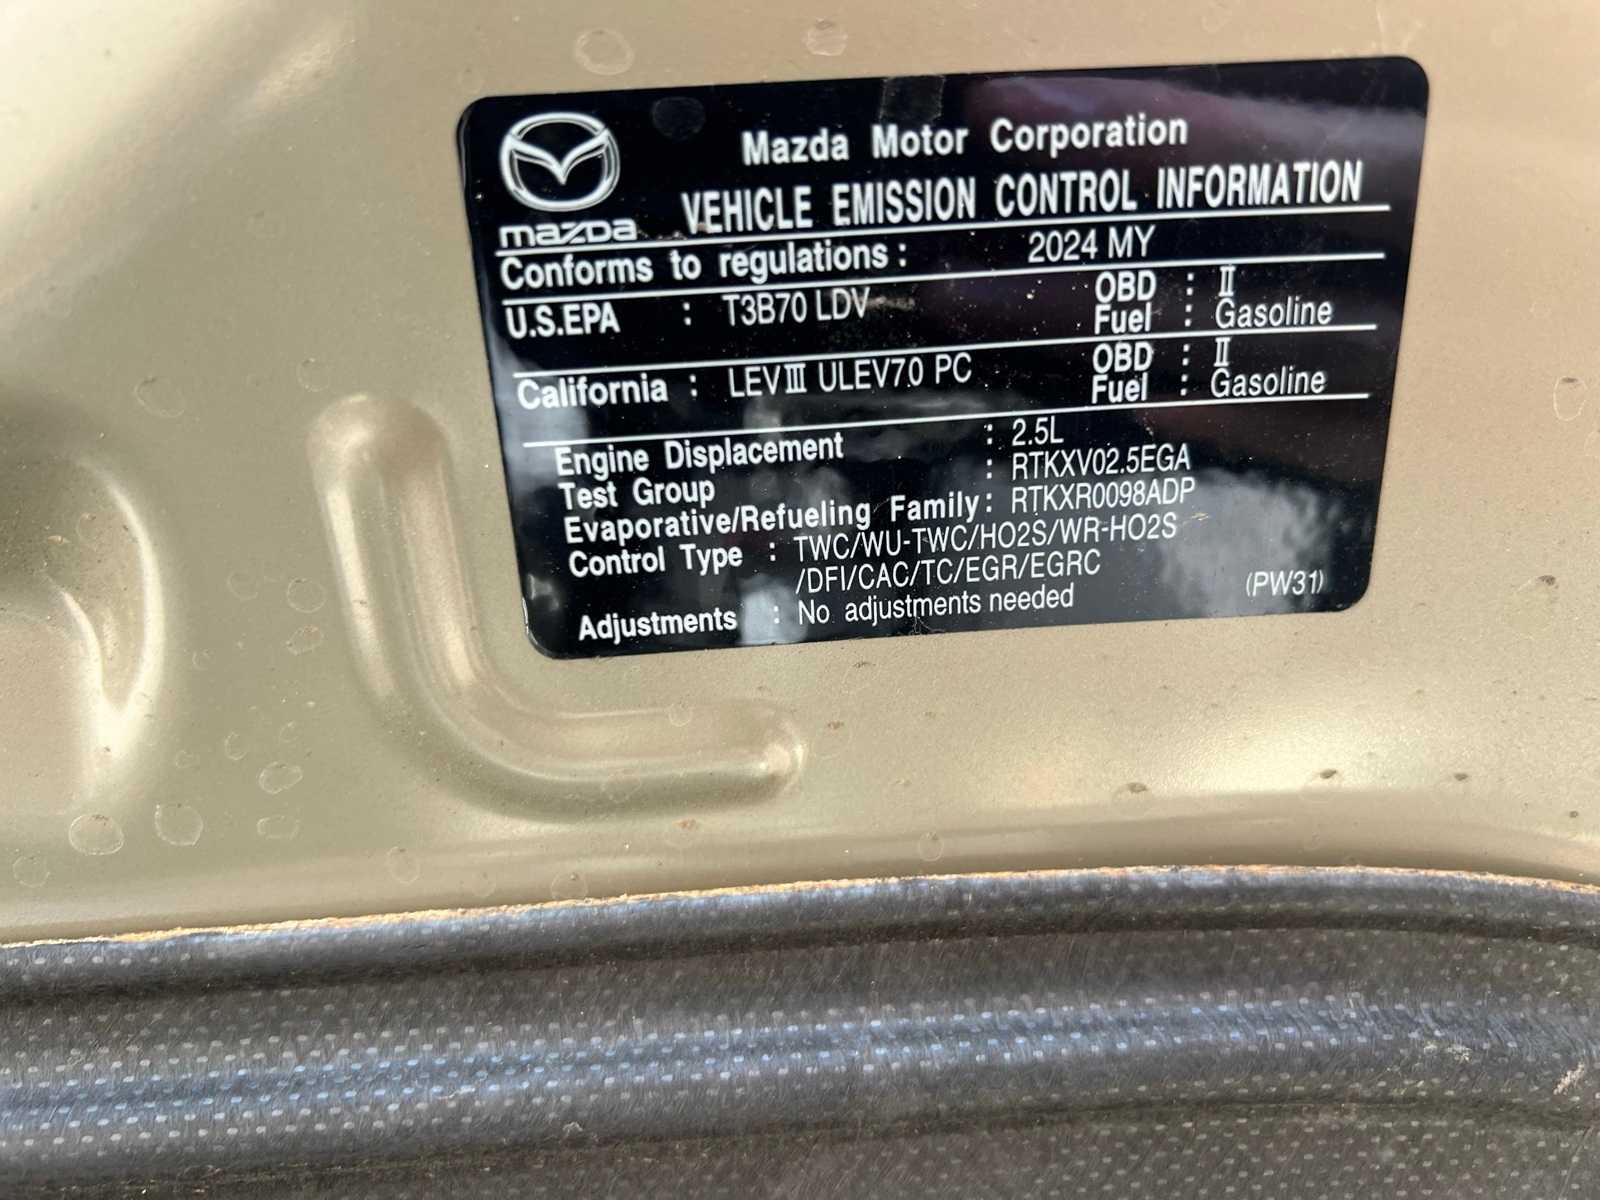 Mazda Motor Corporation
VEHICLE EMISSION CONTROL INFORMATION
mazda
Conforms to regulations : 2024 MY
U.S.EPA : T3B70 LDV OBD : II
Fuel : Gasoline
California : LEVIII ULEV70 PC OBD : II
Fuel : Gasoline
Engine Displacement : 2.5L
Test Group : RTKXV02.5EGA
Evaporative/Refueling Family : RTKXR0098ADP
Control Type : TWC/WU-TWC/HO2S/WR-HO2S
/DFI/CAC/TC/EGR/EGRC
Adjustments : No adjustments needed (PW31)